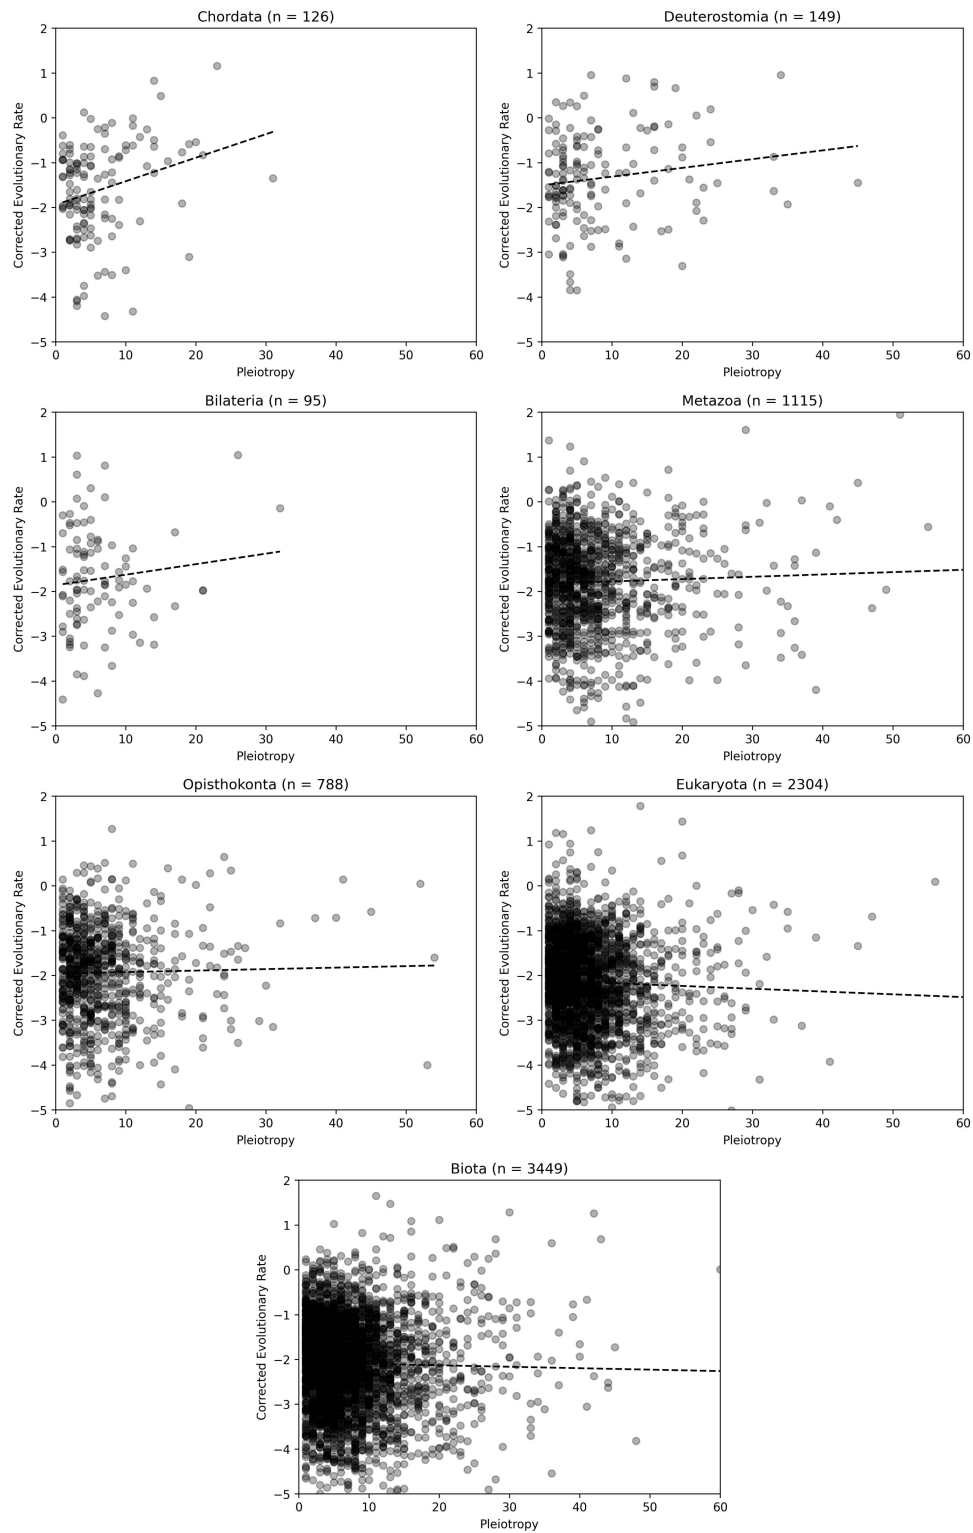 Chordata (n = 126)
2
1
0
−1
−2
−3
−4
−5
Corrected Evolutionary Rate
0 10 20 30 40 50 60
Pleiotropy
Deuterostomia (n = 149)
2
1
0
−1
−2
−3
−4
−5
Corrected Evolutionary Rate
0 10 20 30 40 50 60
Pleiotropy
Bilateria (n = 95)
2
1
0
−1
−2
−3
−4
−5
Corrected Evolutionary Rate
0 10 20 30 40 50 60
Pleiotropy
Metazoa (n = 1115)
2
1
0
−1
−2
−3
−4
−5
Corrected Evolutionary Rate
0 10 20 30 40 50 60
Pleiotropy
Opisthokonta (n = 788)
2
1
0
−1
−2
−3
−4
−5
Corrected Evolutionary Rate
0 10 20 30 40 50 60
Pleiotropy
Eukaryota (n = 2304)
2
1
0
−1
−2
−3
−4
−5
Corrected Evolutionary Rate
0 10 20 30 40 50 60
Pleiotropy
Biota (n = 3449)
2
1
0
−1
−2
−3
−4
−5
Corrected Evolutionary Rate
0 10 20 30 40 50 60
Pleiotropy